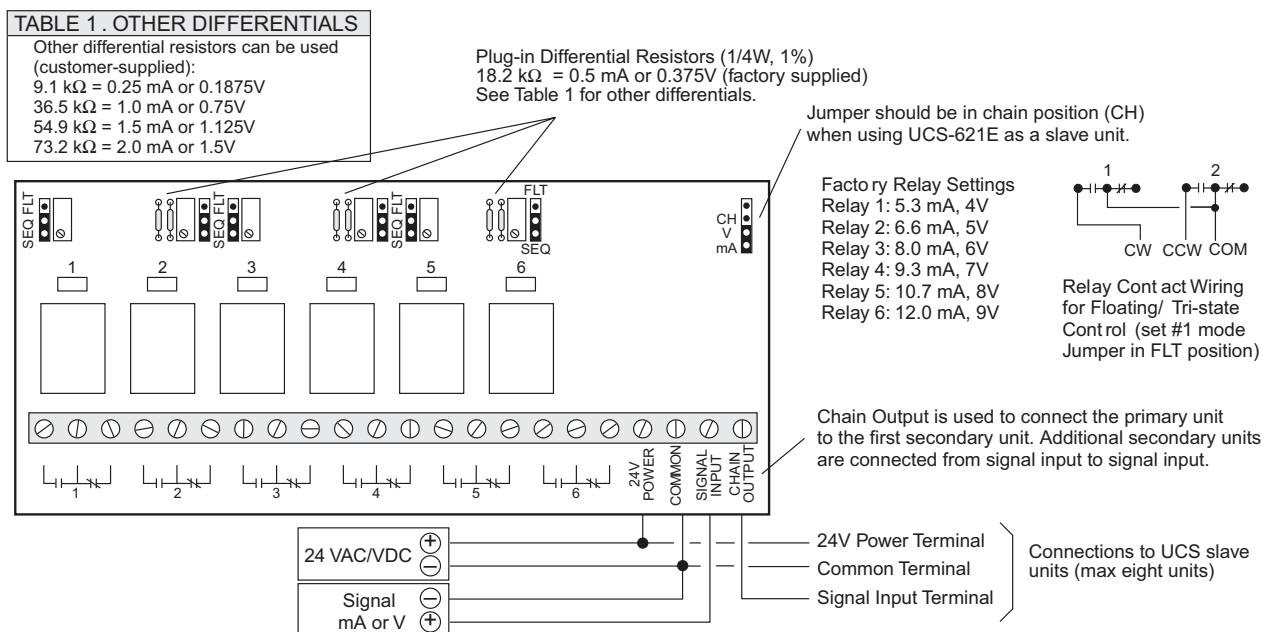 TABLE 1 . OTHER DIFFERENTIALS
Other differential resistors can be used
(customer-supplied):
9.1 kΩ = 0.25 mA or 0.1875V
36.5 kΩ = 1.0 mA or 0.75V
54.9 kΩ = 1.5 mA or 1.125V
73.2 kΩ = 2.0 mA or 1.5V
Plug-in Differential Resistors (1/4W, 1%)
18.2 kΩ = 0.5 mA or 0.375V (factory supplied)
See Table 1 for other differentials.
Jumper should be in chain position (CH)
when using UCS-621E as a slave unit.
Factory Relay Settings
Relay 1: 5.3 mA, 4V
Relay 2: 6.6 mA, 5V
Relay 3: 8.0 mA, 6V
Relay 4: 9.3 mA, 7V
Relay 5: 10.7 mA, 8V
Relay 6: 12.0 mA, 9V
1 2
CW CCW COM
Relay Contact Wiring
for Floating/ Tri-state
Control (set #1 mode
Jumper in FLT position)
SEQ FLT
SEQ FLT
SEQ FLT
SEQ FLT
SEQ FLT
FLT
SEQ
CH
V
mA
1 2 3 4 5 6
Chain Output is used to connect the primary unit
to the first secondary unit. Additional secondary units
are connected from signal input to signal input.
1 2 3 4 5 6
24V
POWER
COMMON
SIGNAL
INPUT
CHAIN
OUTPUT
24 VAC/VDC + −
Signal
mA or V − +
24V Power Terminal
Common Terminal
Signal Input Terminal
Connections to UCS slave
units (max eight units)